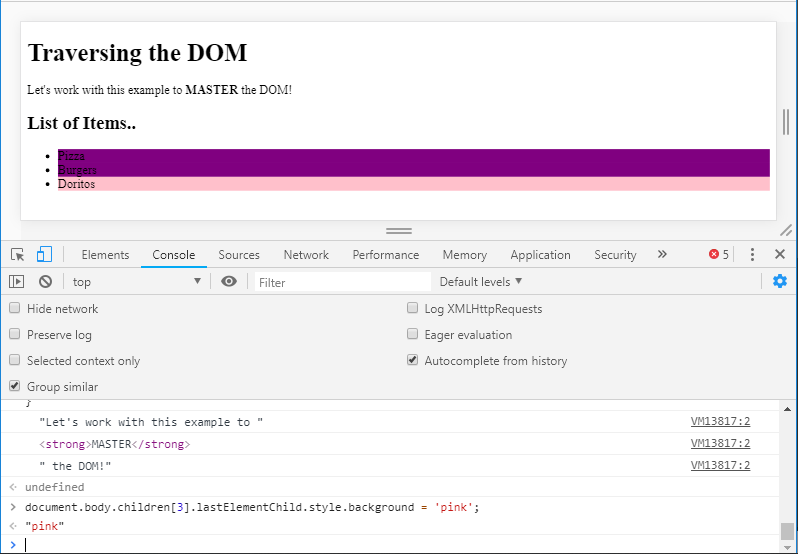 Traversing the DOM
Let's work with this example to MASTER the DOM!
List of Items..
Pizza
Burgers
Doritos
Elements Console Sources Network Performance Memory Application Security » 5
top Filter Default levels
Hide network Log XMLHttpRequests
Preserve log Eager evaluation
Selected context only Autocomplete from history
Group similar
}
"Let's work with this example to " VM13817:2
<strong>MASTER</strong> VM13817:2
" the DOM!" VM13817:2
undefined
document.body.children[3].lastElementChild.style.background = 'pink';
"pink"